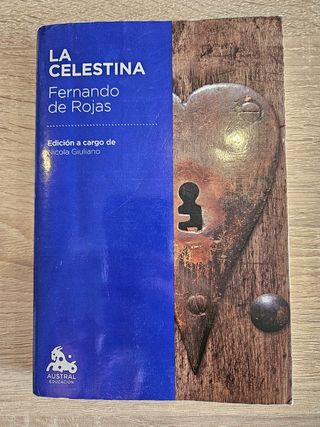 LA
CELESTINA
Fernando
de Rojas
Edición a cargo de
Nicola Giuliano
AUSTRAL
EDUCACIÓN